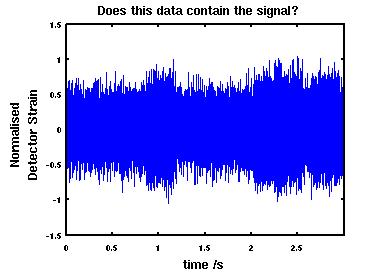 Does this data contain the signal?
1.5
1
0.5
0
-0.5
-1
-1.5
Normalised
Detector Strain
0 0.5 1 1.5 2 2.5
time /s